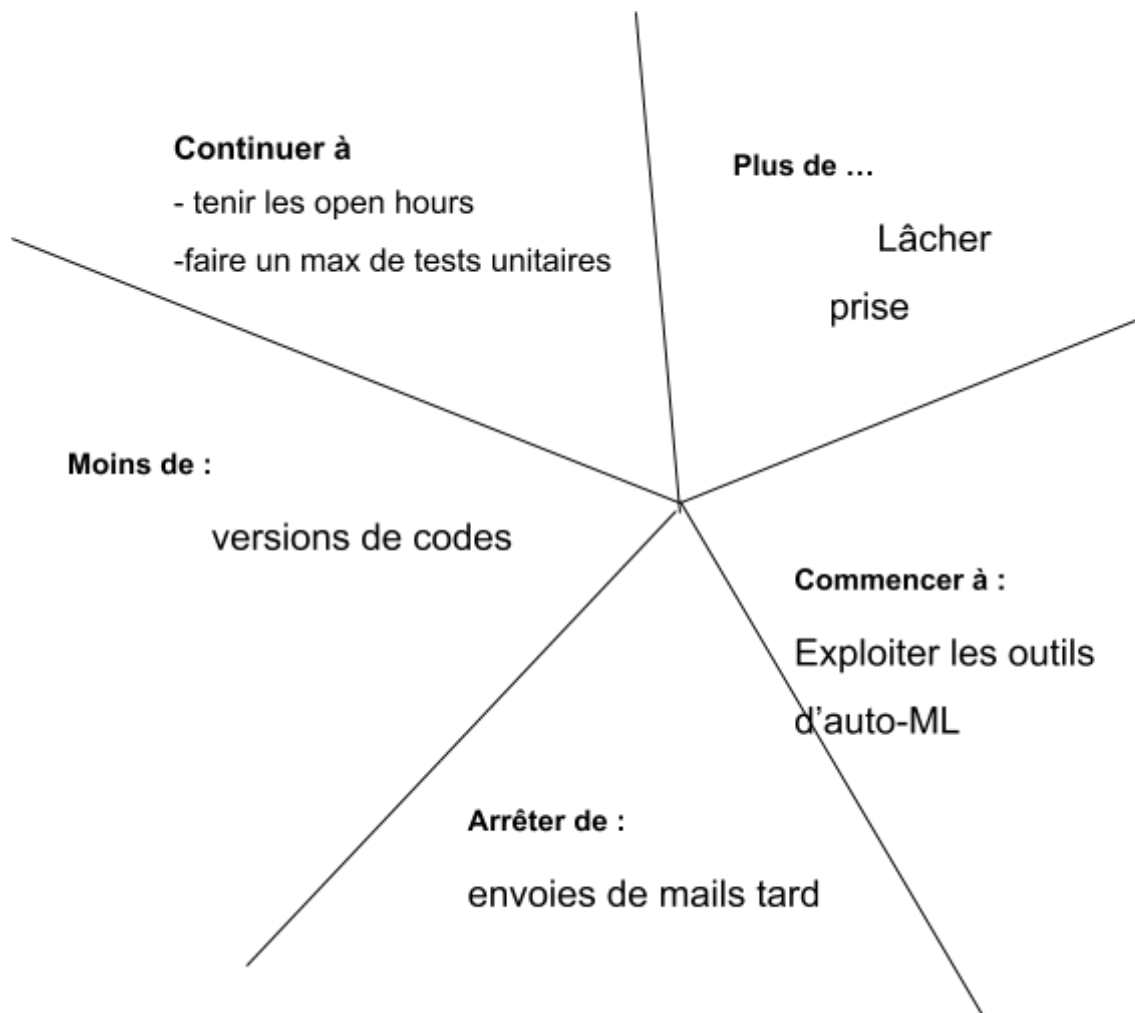 Continuer à
- tenir les open hours
-faire un max de tests unitaires
Plus de ...
Lâcher
prise
Moins de :
versions de codes
Commencer à :
Exploiter les outils
d’auto-ML
Arrêter de :
envoies de mails tard